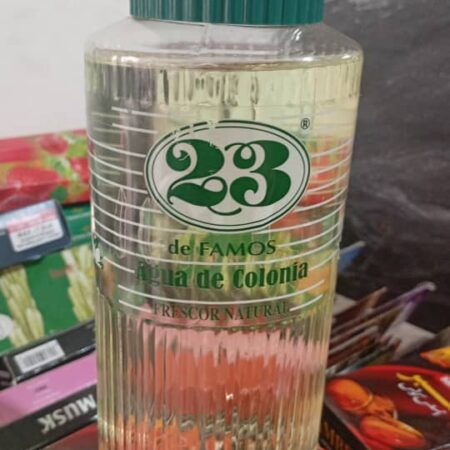 23
®
de FAMOS
Agua de Colonia
FRESCOR NATURAL
MUSK